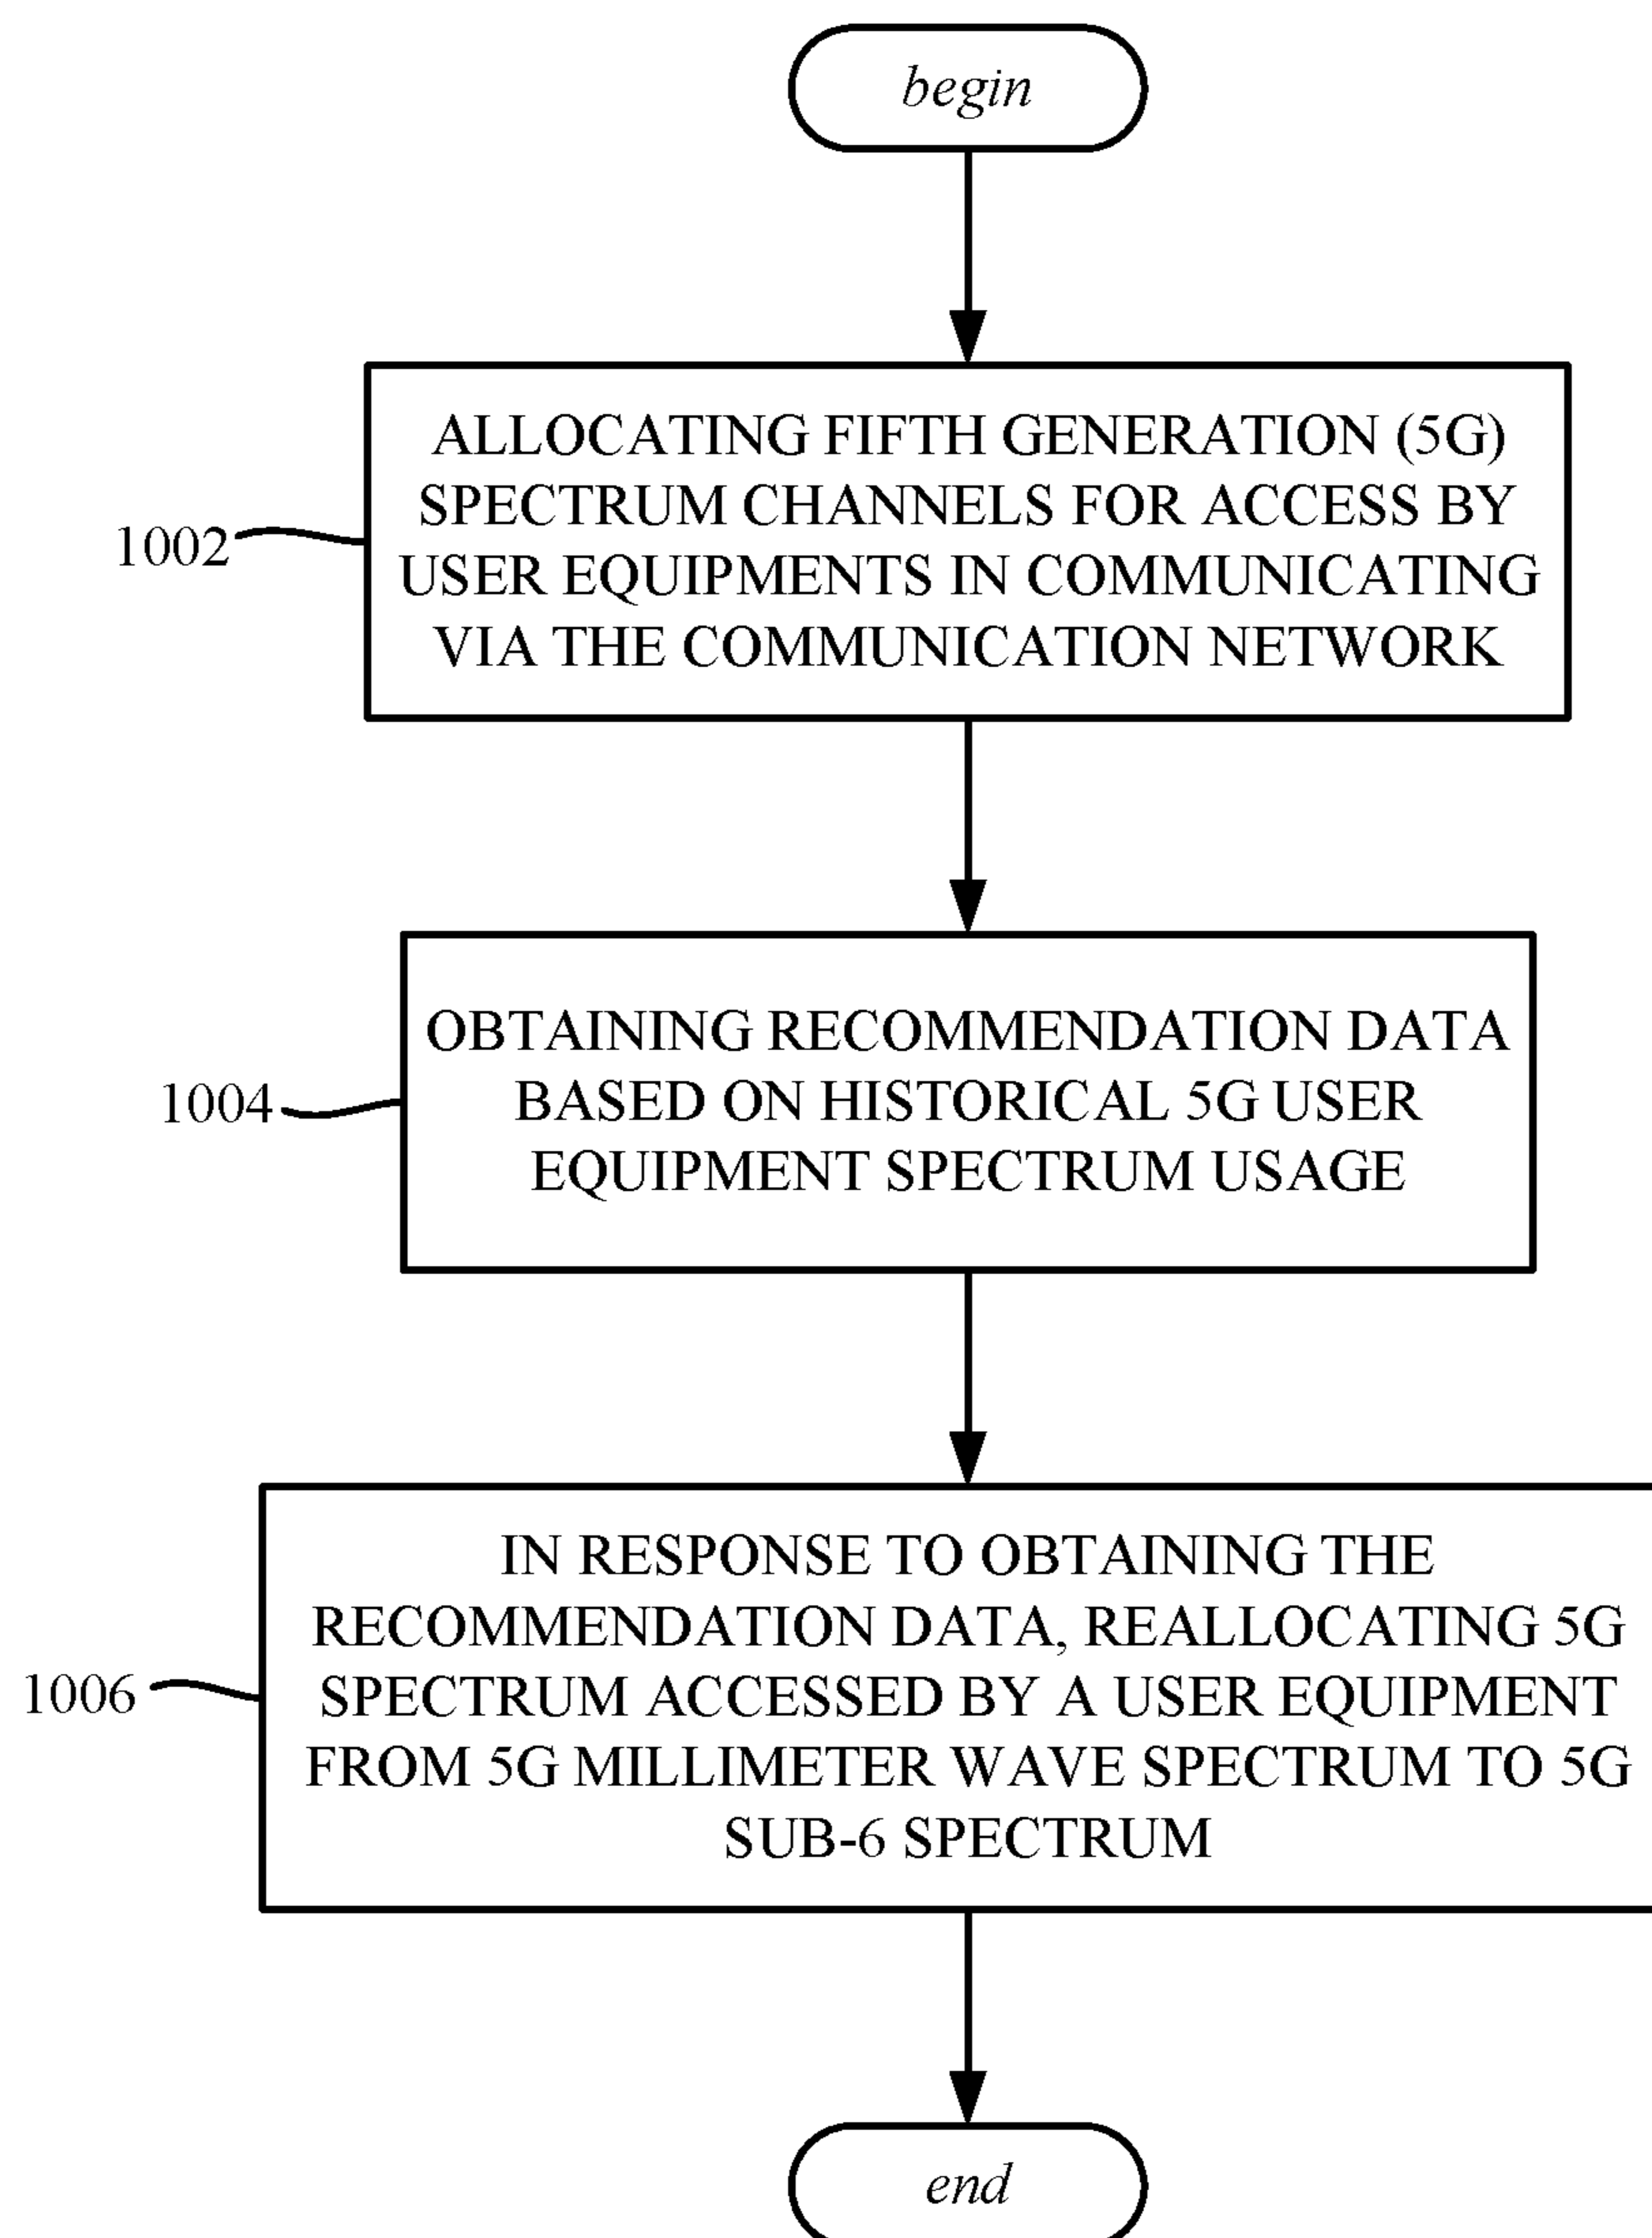 begin
ALLOCATING FIFTH GENERATION (5G)
SPECTRUM CHANNELS FOR ACCESS BY
USER EQUIPMENTS IN COMMUNICATING
VIA THE COMMUNICATION NETWORK
1002
OBTAINING RECOMMENDATION DATA
BASED ON HISTORICAL 5G USER
EQUIPMENT SPECTRUM USAGE
1004
IN RESPONSE TO OBTAINING THE
RECOMMENDATION DATA, REALLOCATING 5G
SPECTRUM ACCESSED BY A USER EQUIPMENT
FROM 5G MILLIMETER WAVE SPECTRUM TO 5G
SUB-6 SPECTRUM
1006
end